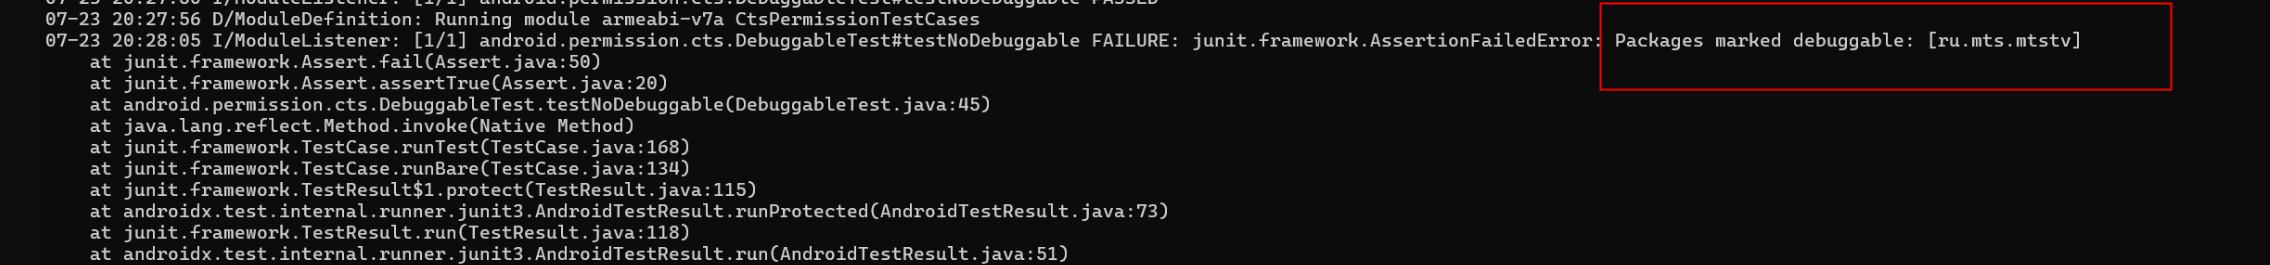 07-23 20:27:56 D/ModuleDefinition: Running module armeabi-v7a CtsPermissionTestCases
07-23 20:28:05 I/ModuleListener: [1/1] android.permission.cts.DebuggableTest#testNoDebuggable FAILURE: junit.framework.AssertionFailedError: Packages marked debuggable: [ru.mts.mtstv]
at junit.framework.Assert.fail(Assert.java:50)
at junit.framework.Assert.assertTrue(Assert.java:20)
at android.permission.cts.DebuggableTest.testNoDebuggable(DebuggableTest.java:45)
at java.lang.reflect.Method.invoke(Native Method)
at junit.framework.TestCase.runTest(TestCase.java:168)
at junit.framework.TestCase.runBare(TestCase.java:134)
at junit.framework.TestResult$1.protect(TestResult.java:115)
at androidx.test.internal.runner.junit3.AndroidTestResult.runProtected(AndroidTestResult.java:73)
at junit.framework.TestResult.run(TestResult.java:118)
at androidx.test.internal.runner.junit3.AndroidTestResult.run(AndroidTestResult.java:51)